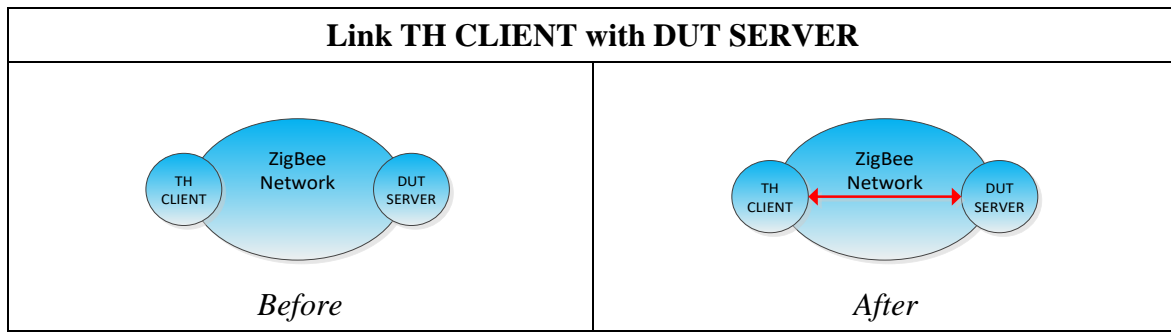 Link TH CLIENT with DUT SERVER
ZigBee
Network
TH
CLIENT
DUT
SERVER
Before
ZigBee
Network
TH
CLIENT
DUT
SERVER
After